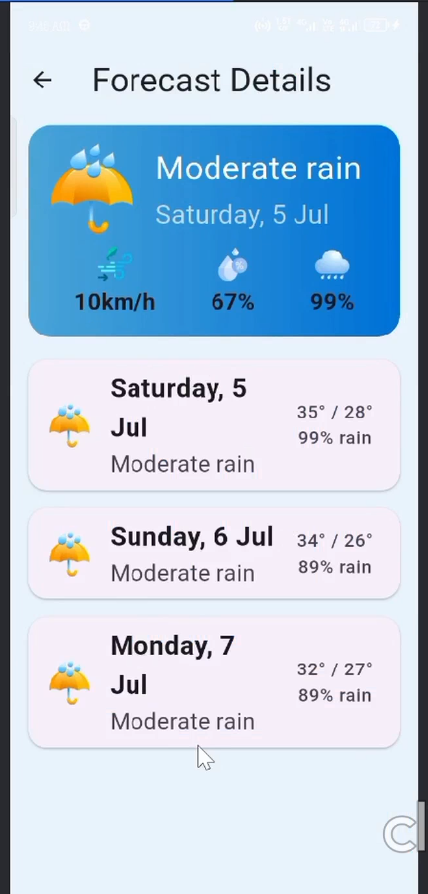 Forecast Details
Moderate rain
Saturday, 5 Jul
10km/h
67%
99%
Saturday, 5
Jul
Moderate rain
35° / 28°
99% rain
Sunday, 6 Jul
Moderate rain
34° / 26°
89% rain
Monday, 7
Jul
Moderate rain
32° / 27°
89% rain